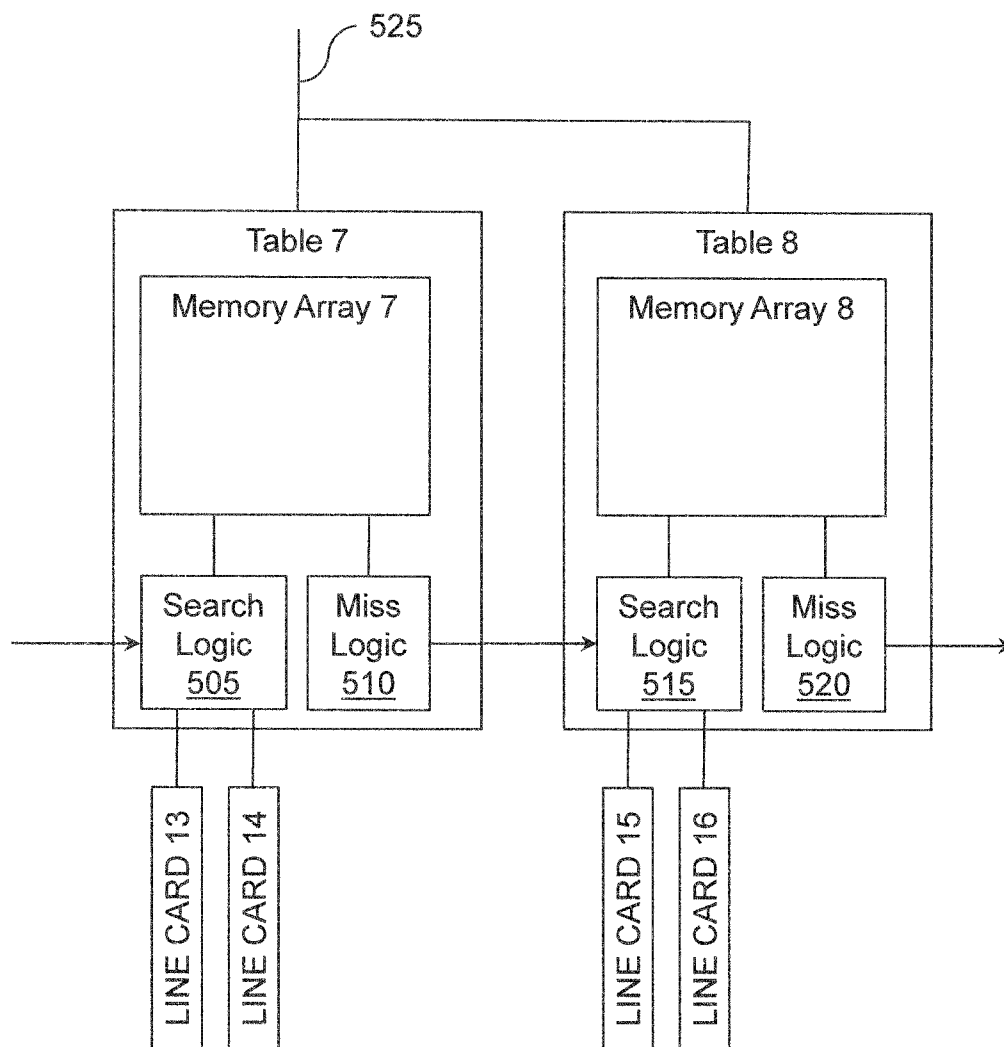 525
Table 7
Memory Array 7
Search
Logic
505
Miss
Logic
510
LINE CARD 13
LINE CARD 14
Table 8
Memory Array 8
Search
Logic
515
Miss
Logic
520
LINE CARD 15
LINE CARD 16